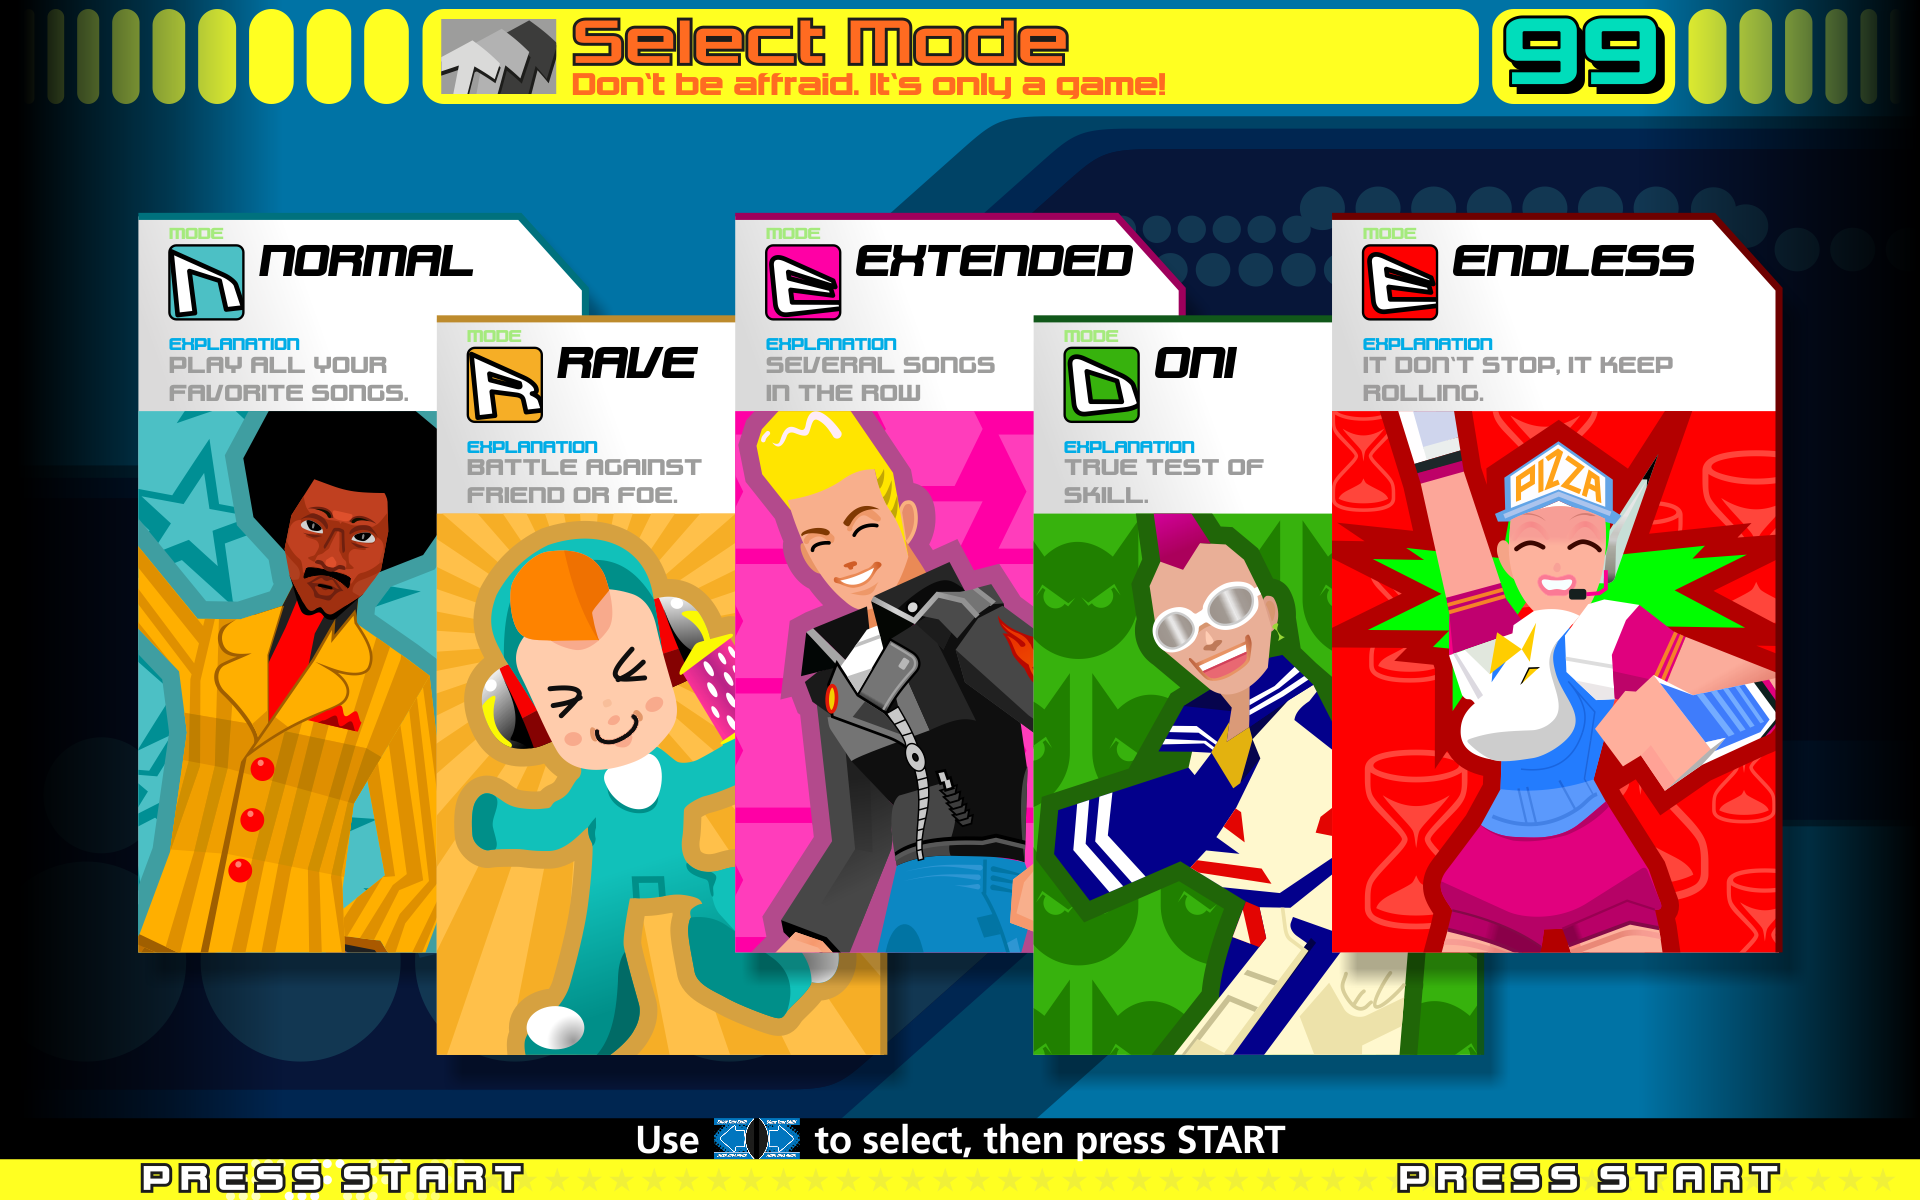 Select Mode
Don't be affraid. It's only a game!
99
MODE
NORMAL
EXPLANATION
PLAY ALL YOUR
FAVORITE SONGS.
MODE
RAVE
EXPLANATION
BATTLE AGAINST
FRIEND OR FOE.
MODE
EXTENDED
EXPLANATION
SEVERAL SONGS
IN THE ROW
MODE
ONI
EXPLANATION
TRUE TEST OF
SKILL.
MODE
ENDLESS
EXPLANATION
IT DON'T STOP, IT KEEP
ROLLING.
PIZZA
Use to select, then press START
PRESS START
PRESS START